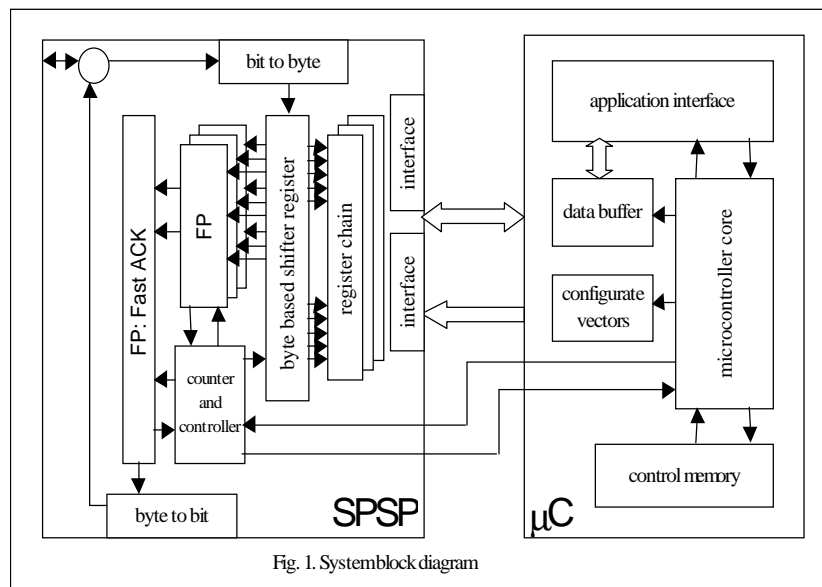 bit to byte
FP: Fast ACK
FP
byte based shifter register
register chain
interface
interface
counter
and
controller
byte to bit
SPSP
application interface
data buffer
configurate
vectors
microcontroller core
control memory
μC
Fig. 1. Systemblock diagram